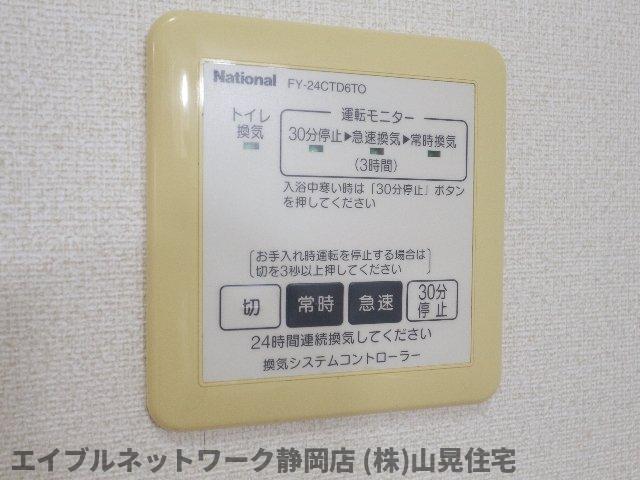 National FY-24CTD6TO
トイレ
換気
運転モニター
30分停止▶急速換気▶常時換気
(3時間)
入浴中寒い時は「30分停止」ボタン
を押してください
お手入れ時運転を停止する場合は
切を3秒以上押してください
切 常時 急速 30分
停止
24時間連続換気してください
換気システムコントローラー
エイブルネットワーク静岡店 (株)山晃住宅